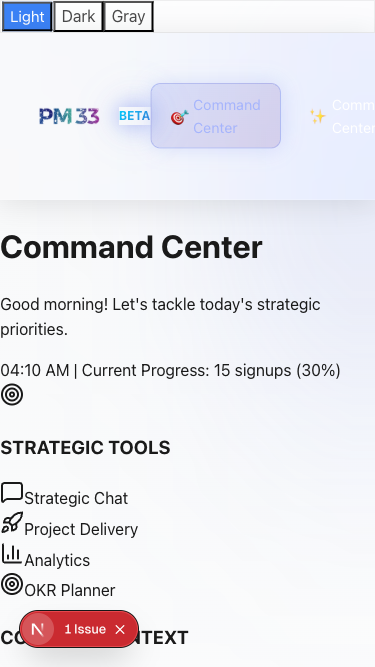 Light Dark Gray
PM 33
BETA
Command
Center
Comm
Center
Command Center
Good morning! Let's tackle today's strategic
priorities.
04:10 AM | Current Progress: 15 signups (30%)
STRATEGIC TOOLS
Strategic Chat
Project Delivery
Analytics
OKR Planner
CO NTEXT
N 1 Issue